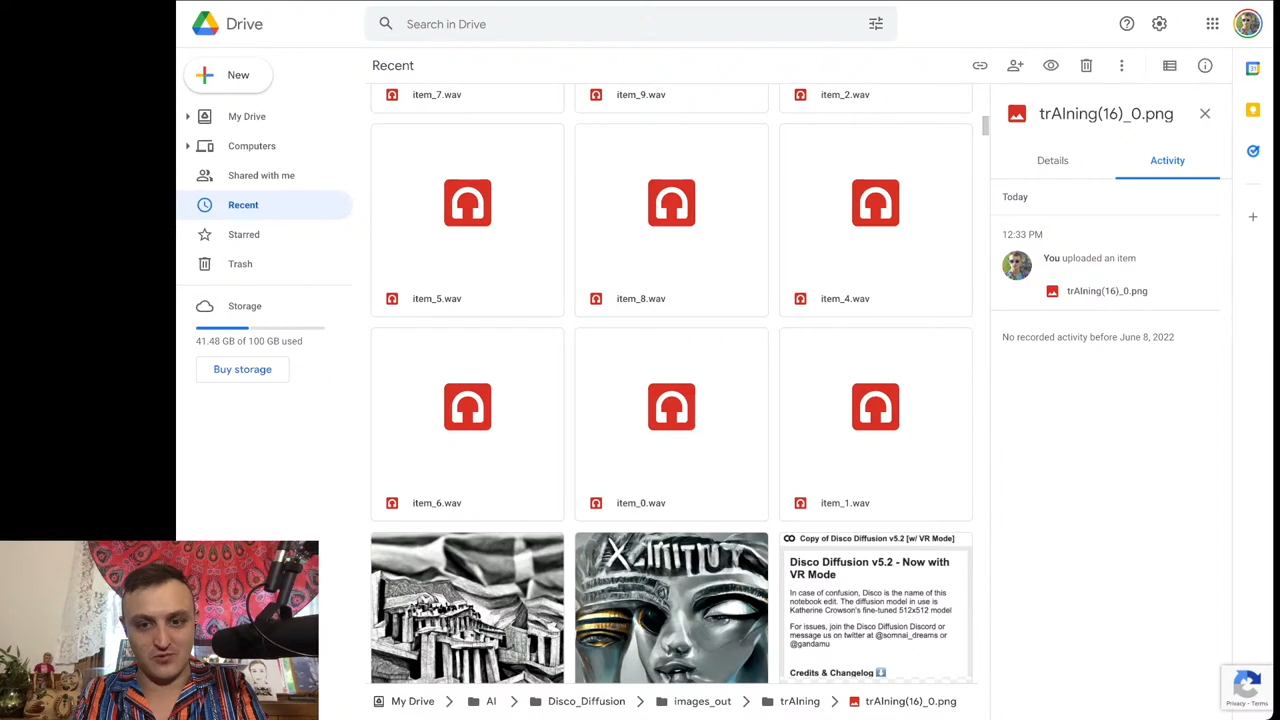 Drive
Search in Drive
New
Recent
My Drive
Computers
Shared with me
Recent
Starred
Trash
Storage
41.48 GB of 100 GB used
Buy storage
item_7.wav
item_9.wav
item_2.wav
item_5.wav
item_8.wav
item_4.wav
item_6.wav
item_0.wav
item_1.wav
Copy of Disco Diffusion v5.2 [w/ VR Mode]
Disco Diffusion v5.2 - Now with
VR Mode
In case of confusion, Disco is the name of this
notebook edit. The diffusion model in use is
Katherine Crowson's fine-tuned 512x512 model
For issues, join the Disco Diffusion Discord or
message us on twitter at @somnai_dreams or
@gandamu
Credits & Changelog
My Drive
AI
Disco_Diffusion
images_out
trAIning
trAIning(16)_0.png
trAIning(16)_0.png
Details
Activity
Today
12:33 PM
You uploaded an item
trAIning(16)_0.png
No recorded activity before June 8, 2022
31
Privacy - Terms